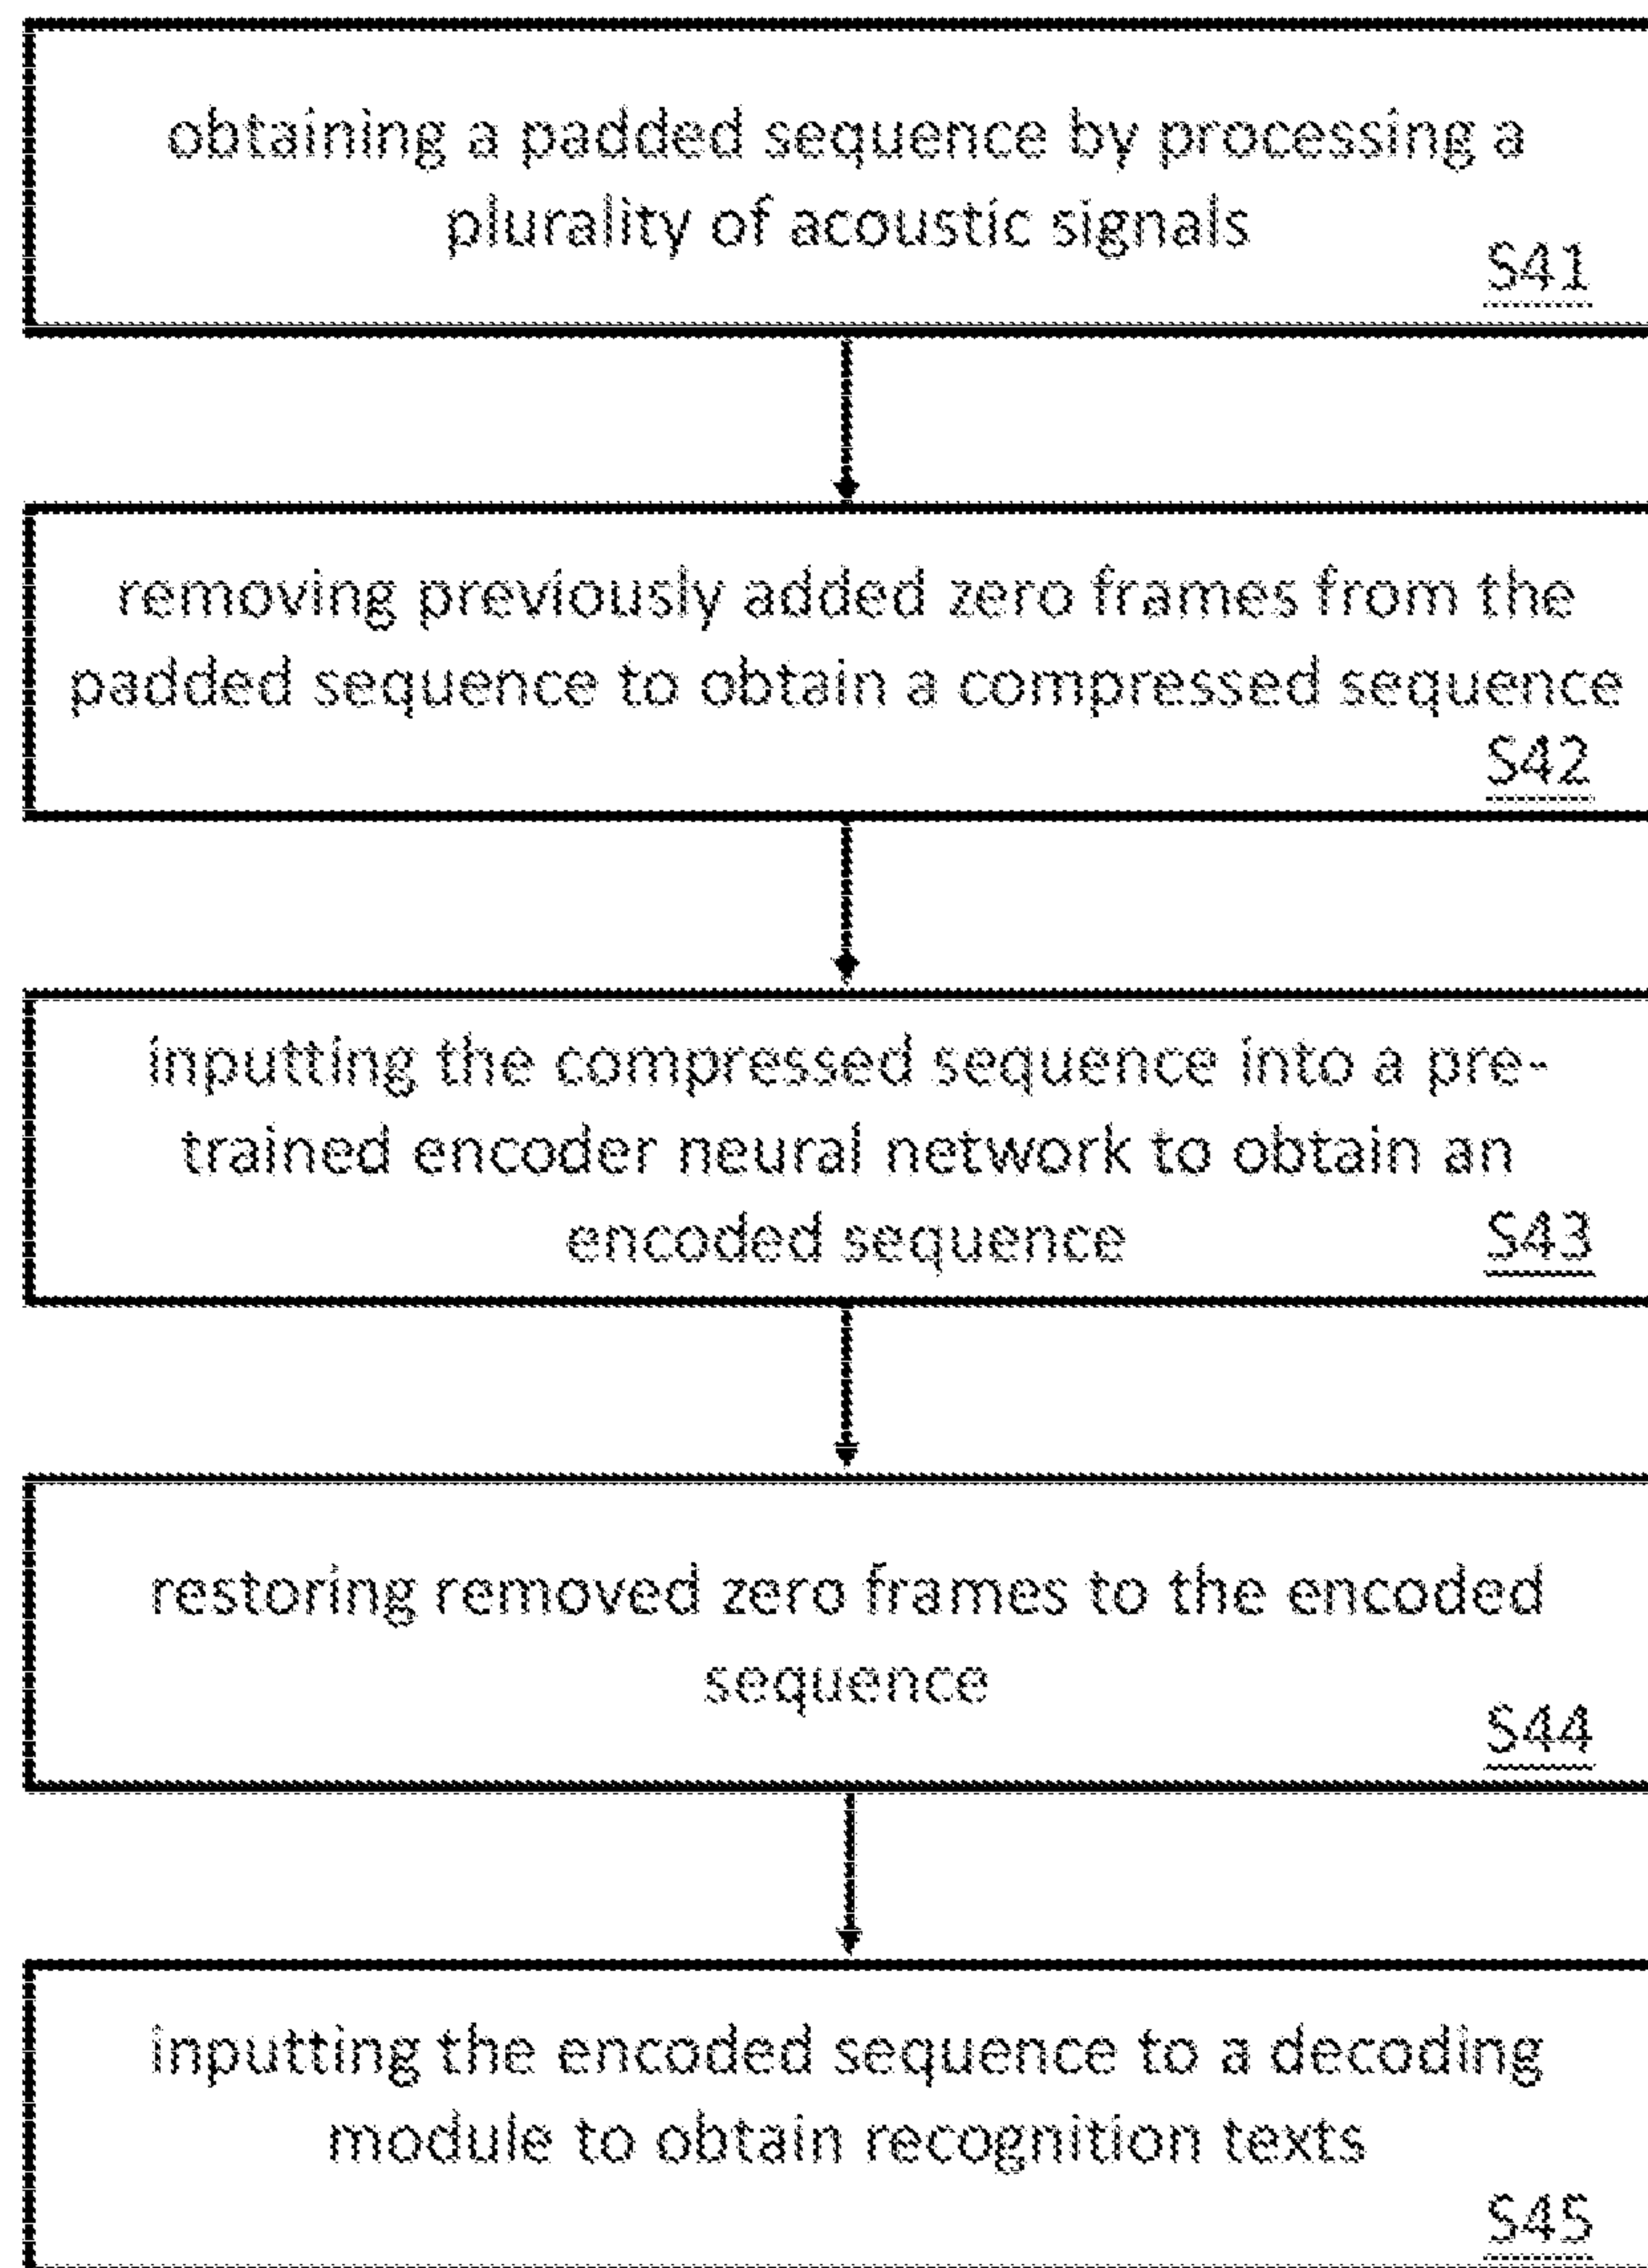 obtaining a padded sequence by processing a
plurality of acoustic signals
S41
removing previously added zero frames from the
padded sequence to obtain a compressed sequence
S42
inputting the compressed sequence into a pre-
trained encoder neural network to obtain an
encoded sequence S43
restoring removed zero frames to the encoded
sequence
S44
inputting the encoded sequence to a decoding
module to obtain recognition texts
S45